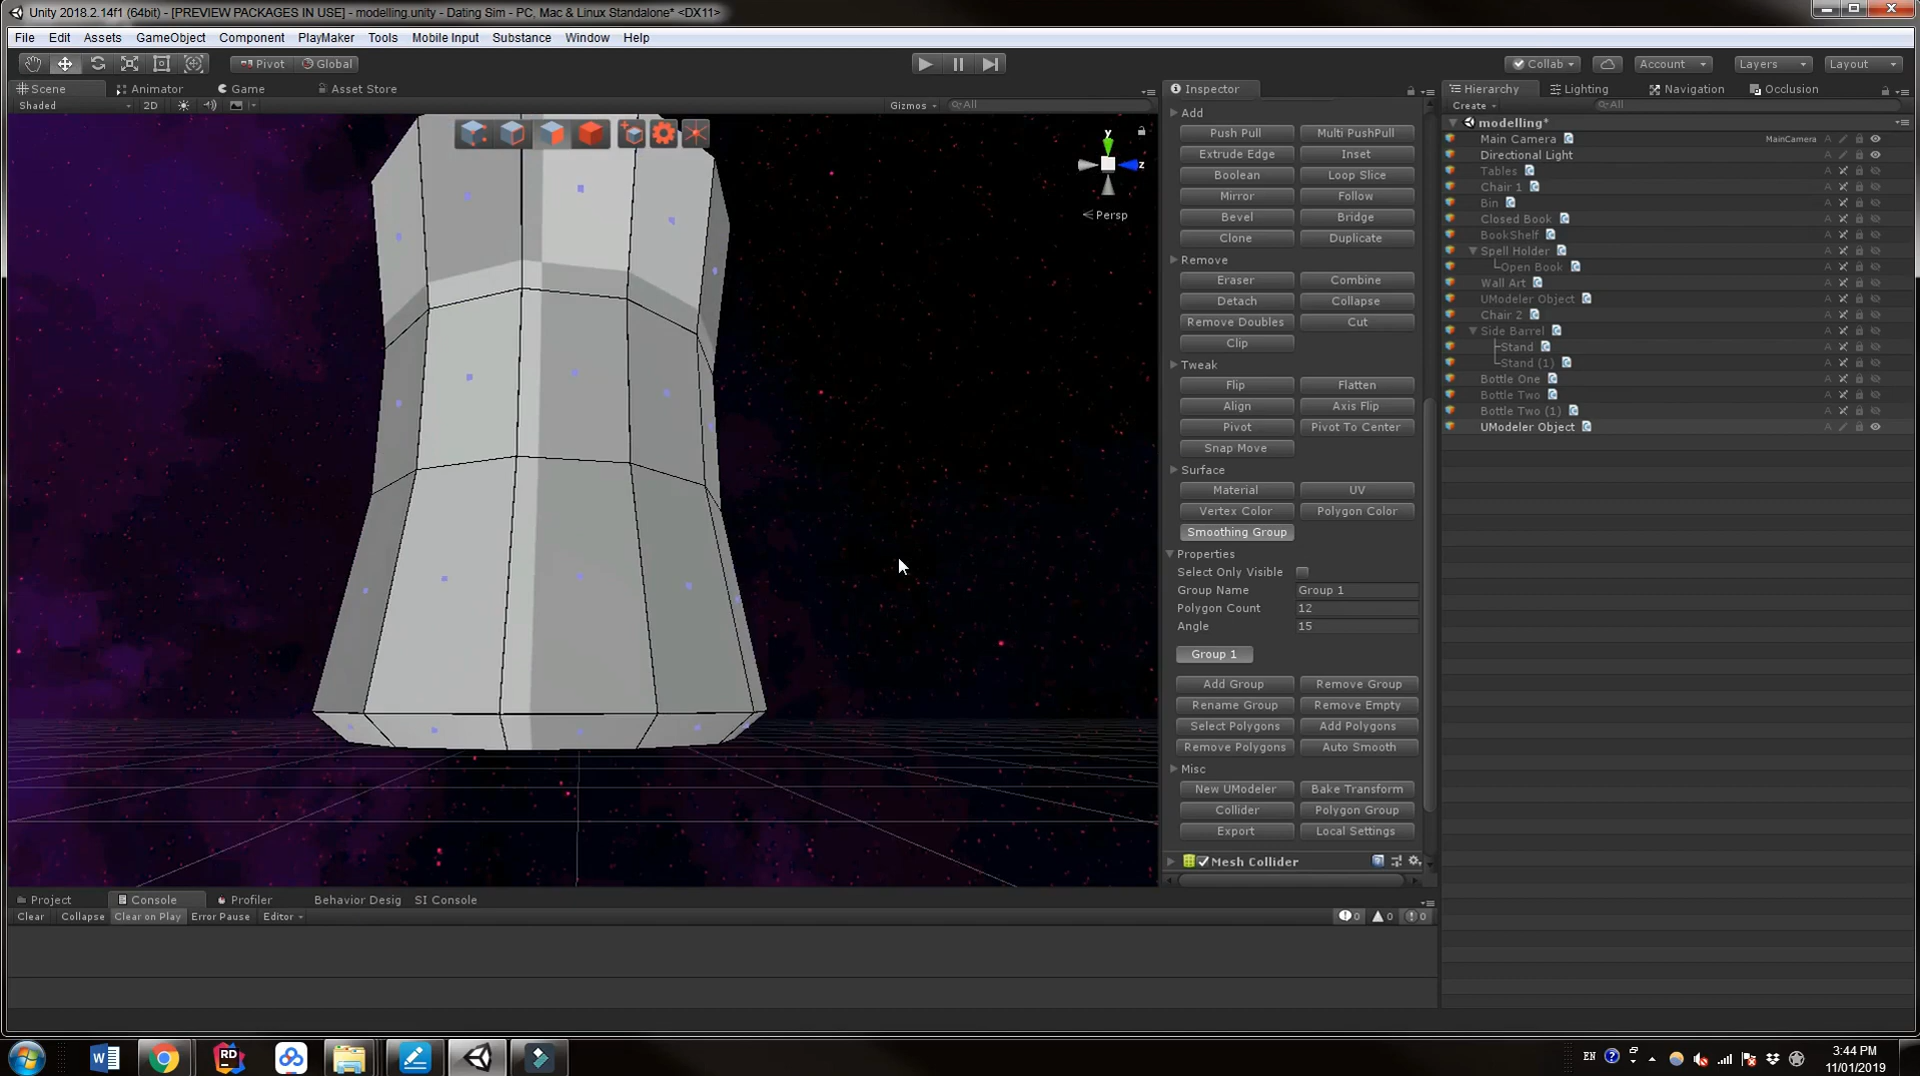 Unity 2018.2.14f1 (64bit) - [PREVIEW PACKAGES IN USE] - modelling.unity - Dating Sim - PC, Mac & Linux Standalone* <DX11>
File Edit Assets GameObject Component PlayMaker Tools Mobile Input Substance Window Help
Pivot Global Collab Account Layers Layout
Scene Animator Game Asset Store Inspector Hierarchy Lighting Navigation Occlusion
Shaded 2D Gizmos All Create All
Add
Push Pull Multi PushPull
Extrude Edge Inset
Boolean Loop Slice
Mirror Follow
Bevel Bridge
Clone Duplicate
Remove
Eraser Combine
Detach Collapse
Remove Doubles Cut
Clip
Tweak
Flip Flatten
Align Axis Flip
Pivot Pivot To Center
Snap Move
Surface
Material UV
Vertex Color Polygon Color
Smoothing Group
Properties
Select Only Visible
Group Name Group 1
Polygon Count 12
Angle 15
Group 1
Add Group Remove Group
Rename Group Remove Empty
Select Polygons Add Polygons
Remove Polygons Auto Smooth
Misc
New UModeler Bake Transform
Collider Polygon Group
Export Local Settings
Mesh Collider
modelling*
Main Camera MainCamera A
Directional Light A
Tables A
Chair 1 A
Bin A
Closed Book A
BookShelf A
Spell Holder A
Open Book A
Wall Art A
UModeler Object A
Chair 2 A
Side Barrel A
Stand A
Stand (1) A
Bottle One A
Bottle Two A
Bottle Two (1) A
UModeler Object A
y
z
Persp
Project Console Profiler Behavior Desig SI Console
Clear Collapse Clear on Play Error Pause Editor 0 0 0
W RD EN 3:44 PM
11/01/2019